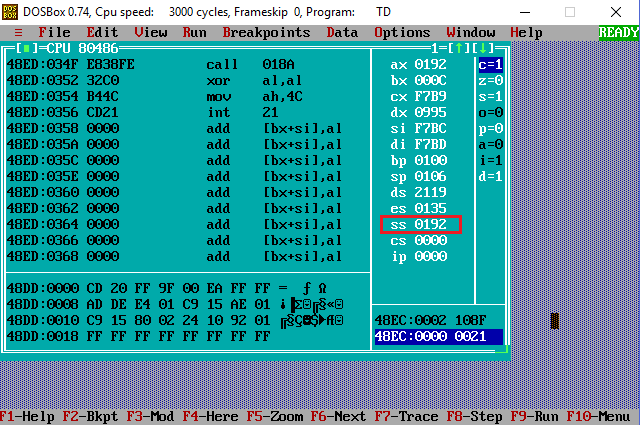 DOSBox 0.74, Cpu speed: 3000 cycles, Frameskip 0, Program: TD
≡ File Edit View Run Breakpoints Data Options Window Help READY
[■]=CPU 80486 1=[↑][↓]
48ED:034F E838FE call 018A ax 0192 c=1
48ED:0352 32C0 xor al,al bx 000C z=0
48ED:0354 B44C mov ah,4C cx F7B9 s=1
48ED:0356 CD21 int 21 dx 0995 o=0
48ED:0358 0000 add [bx+si],al si F7BC p=0
48ED:035A 0000 add [bx+si],al di F7BD a=0
48ED:035C 0000 add [bx+si],al bp 0100 i=1
48ED:035E 0000 add [bx+si],al sp 0106 d=1
48ED:0360 0000 add [bx+si],al ds 2119
48ED:0362 0000 add [bx+si],al es 0135
48ED:0364 0000 add [bx+si],al ss 0192
48ED:0366 0000 add [bx+si],al cs 0000
48ED:0368 0000 add [bx+si],al ip 0000
48DD:0000 CD 20 FF 9F 00 EA FF FF = ƒ Ω
48DD:0008 AD DE E4 01 C9 15 AE 01 ¡▐Σ☺╔§«☺
48DD:0010 C9 15 80 02 24 10 92 01 ╔§Ç☻$►Æ☺ 48EC:0002 108F
48DD:0018 FF FF FF FF FF FF FF FF 48EC:0000 0021
F1-Help F2-Bkpt F3-Mod F4-Here F5-Zoom F6-Next F7-Trace F8-Step F9-Run F10-Menu